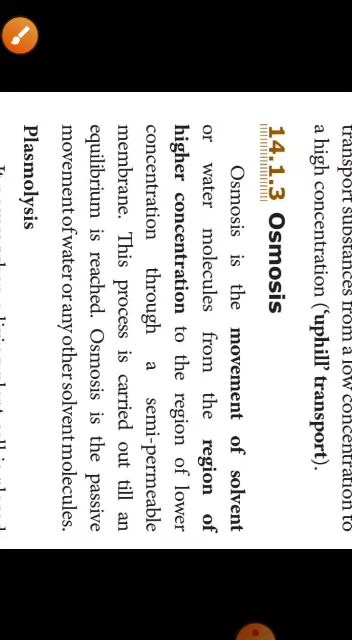 transport substances from a low concentration to
a high concentration (‘uphill’ transport).
14.1.3 Osmosis
Osmosis is the movement of solvent
or water molecules from the region of
higher concentration to the region of lower
concentration through a semi-permeable
membrane. This process is carried out till an
equilibrium is reached. Osmosis is the passive
movement of water or any other solvent molecules.
Plasmolysis